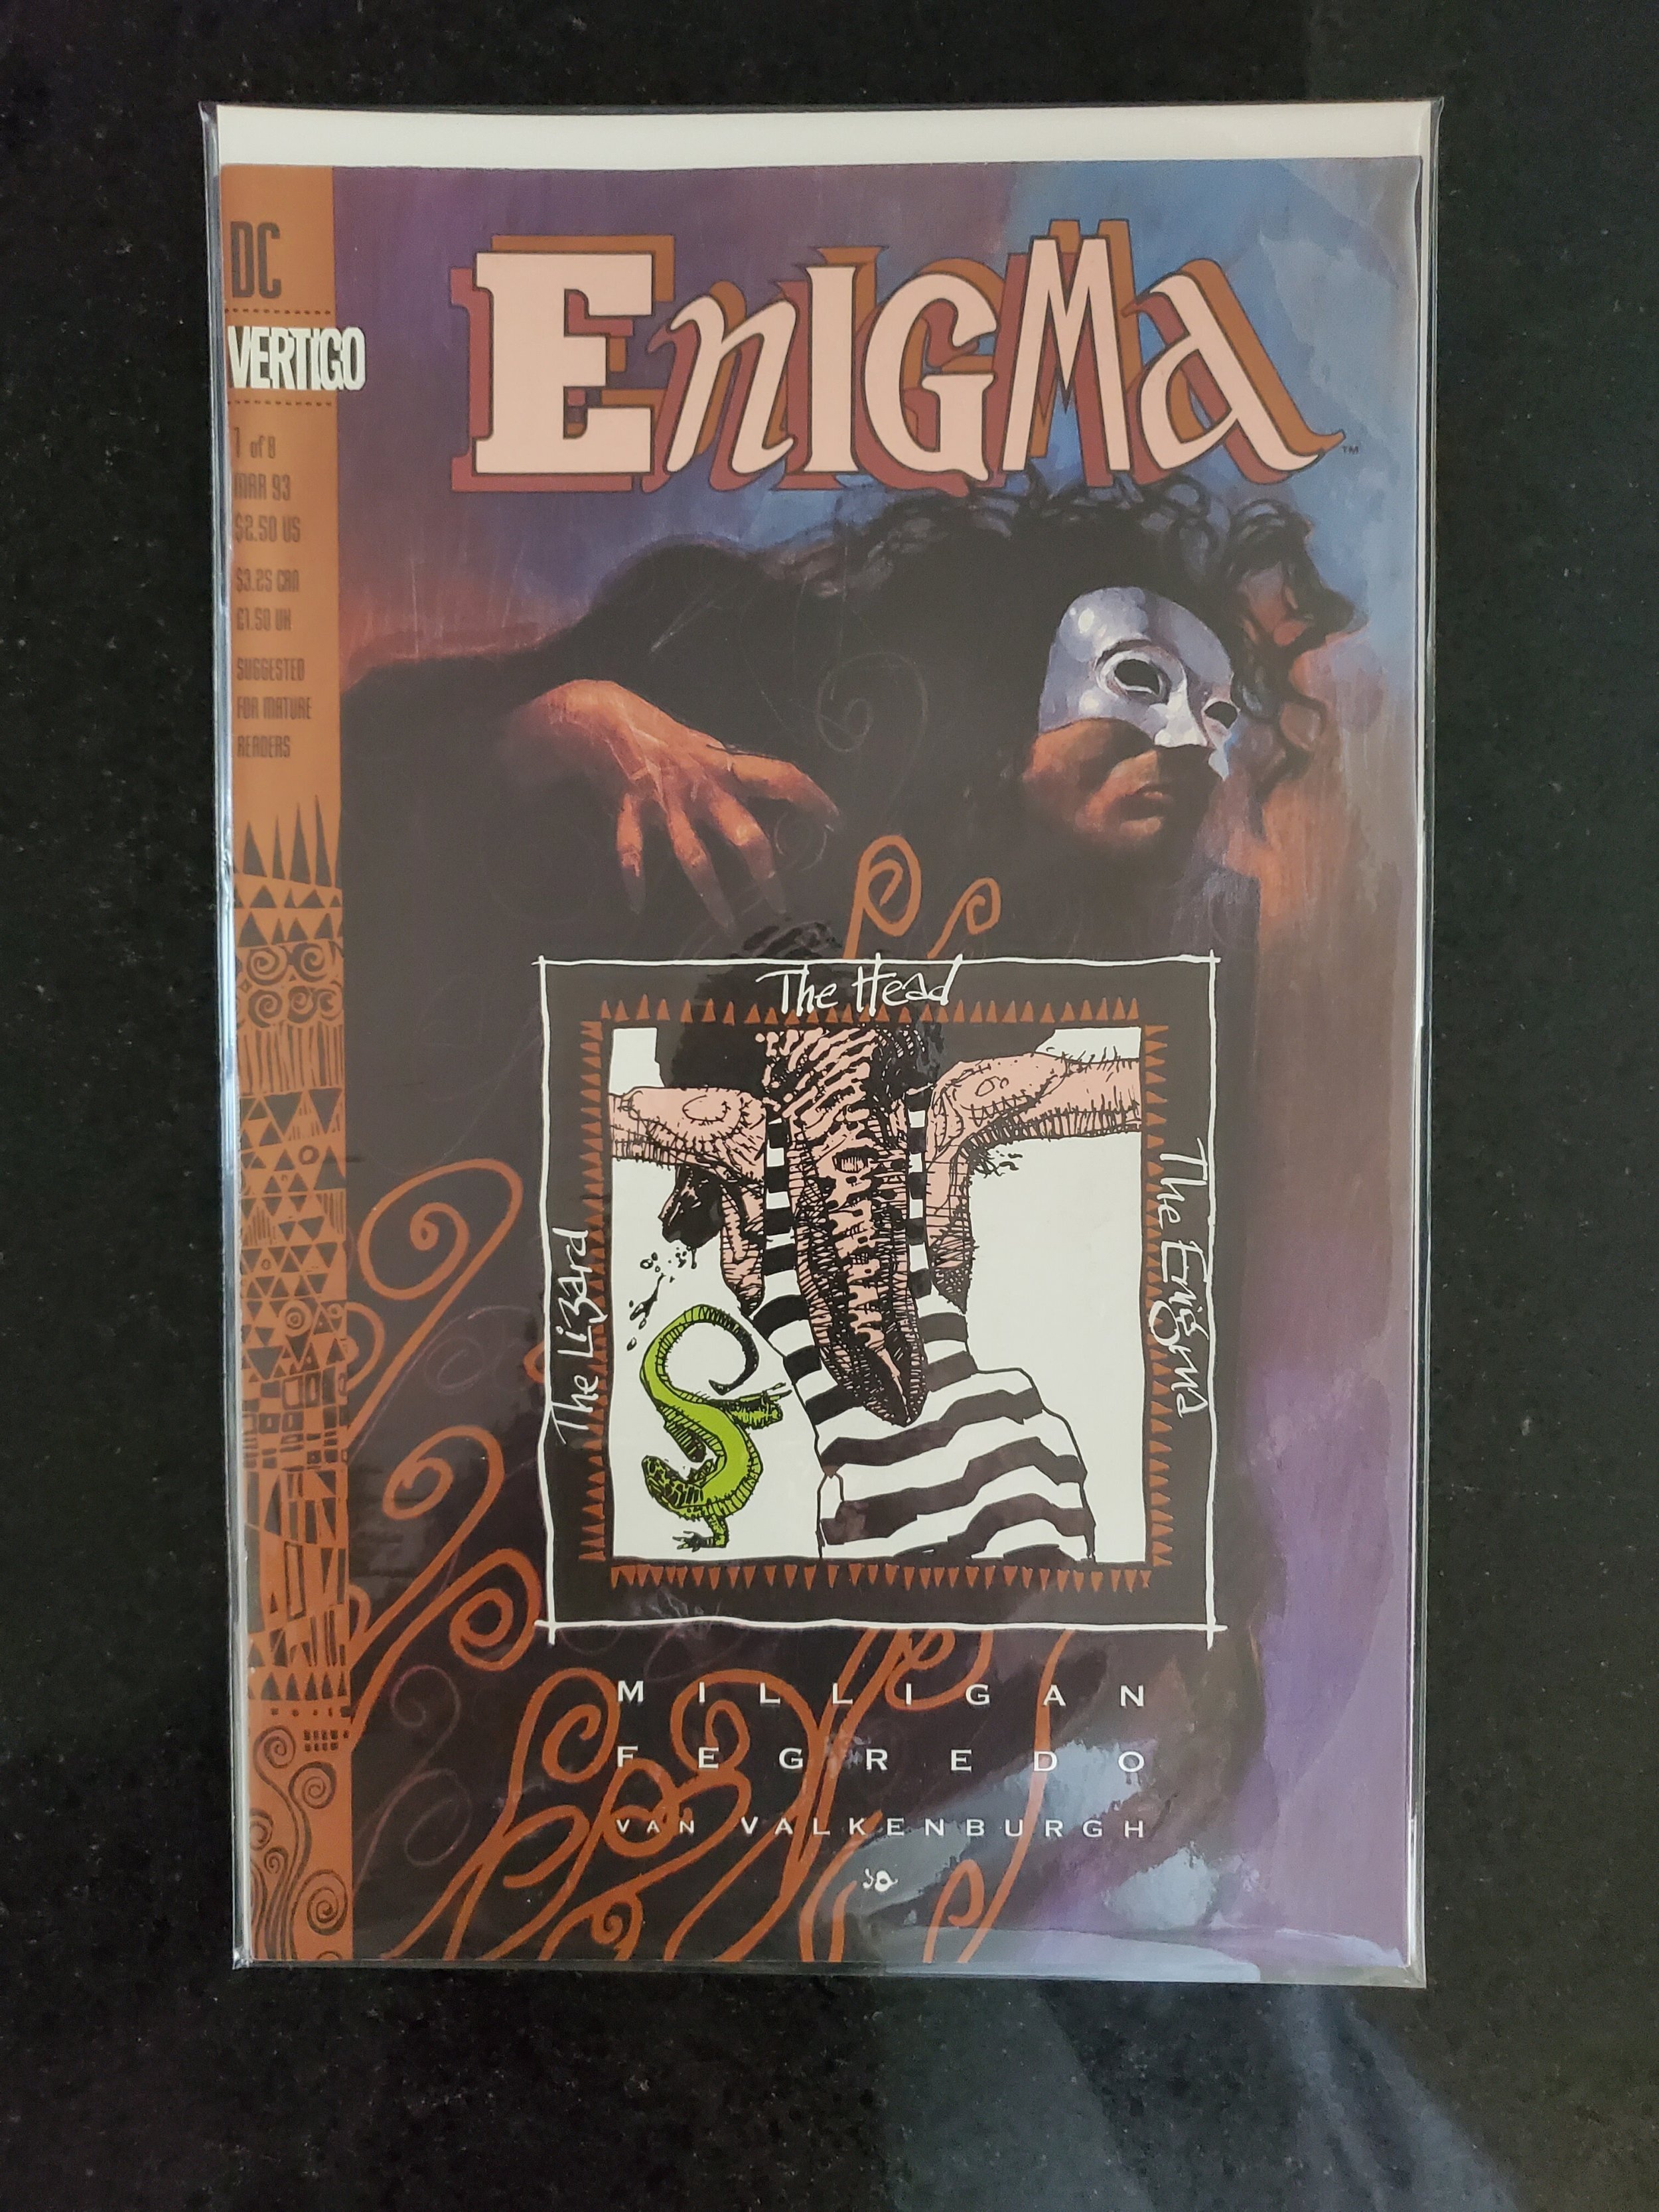 DC
VERTIGO
1 of 8
MAR 93
$2.50 US
$3.25 CAN
£1.50 UK
SUGGESTED
FOR MATURE
READERS
EnIGMa
TM
The Head
The Lizard
The Enigma
MILLIGAN
FEGREDO
VAN VALKENBURGH